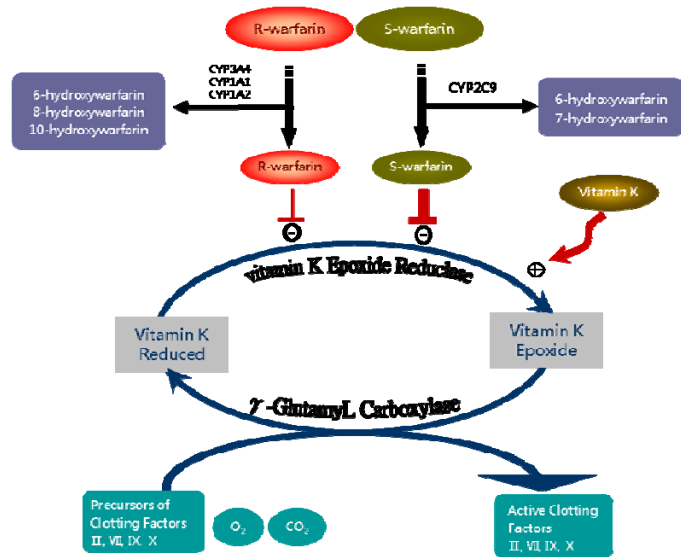 R-warfarin
S-warfarin
CYP3A4
CYP1A1
CYP1A2
CYP2C9
6-hydroxywarfarin
8-hydroxywarfarin
10-hydroxywarfarin
6-hydroxywarfarin
7-hydroxywarfarin
R-warfarin
S-warfarin
Vitamin K
⊖
⊖
⊕
vitamin K Epoxide Reductase
Vitamin K
Reduced
Vitamin K
Epoxide
γ-GlutamyL Carboxylase
Precursors of
Clotting Factors
II, VII, IX, X
O₂
CO₂
Active Clotting
Factors
II, VII, IX, X